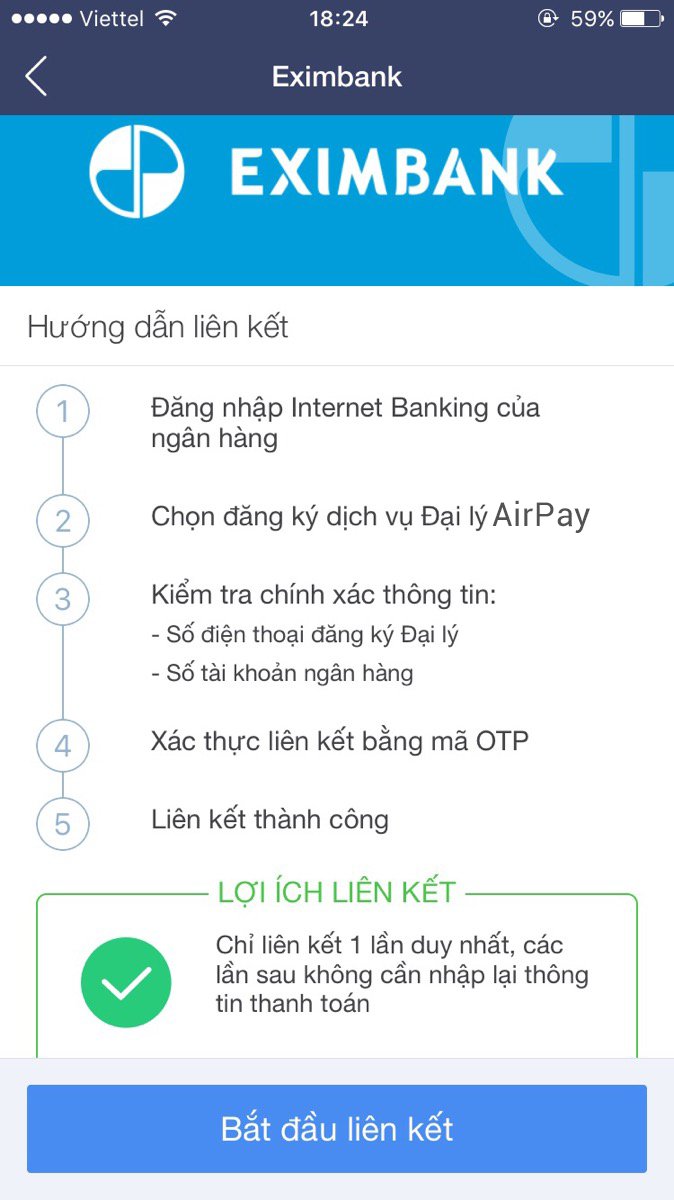 Viettel 18:24 59%
Eximbank
EXIMBANK
Hướng dẫn liên kết
1 Đăng nhập Internet Banking của
ngân hàng
2 Chọn đăng ký dịch vụ Đại lý AirPay
3 Kiểm tra chính xác thông tin:
- Số điện thoại đăng ký Đại lý
- Số tài khoản ngân hàng
4 Xác thực liên kết bằng mã OTP
5 Liên kết thành công
LỢI ÍCH LIÊN KẾT
Chỉ liên kết 1 lần duy nhất, các
lần sau không cần nhập lại thông
tin thanh toán
Bắt đầu liên kết